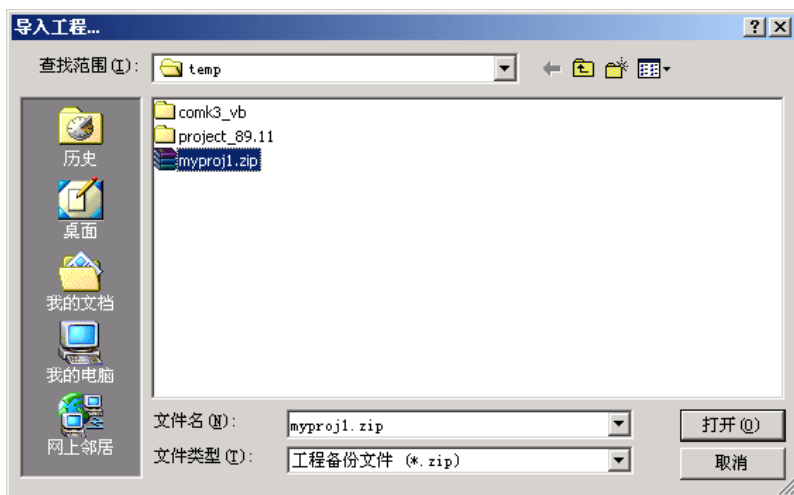 导入工程...
查找范围(I):
temp
comk3_vb
project_89.11
myproj1.zip
历史
桌面
我的文档
我的电脑
网上邻居
文件名(N):
myproj1.zip
打开(O)
文件类型(T):
工程备份文件 (*.zip)
取消